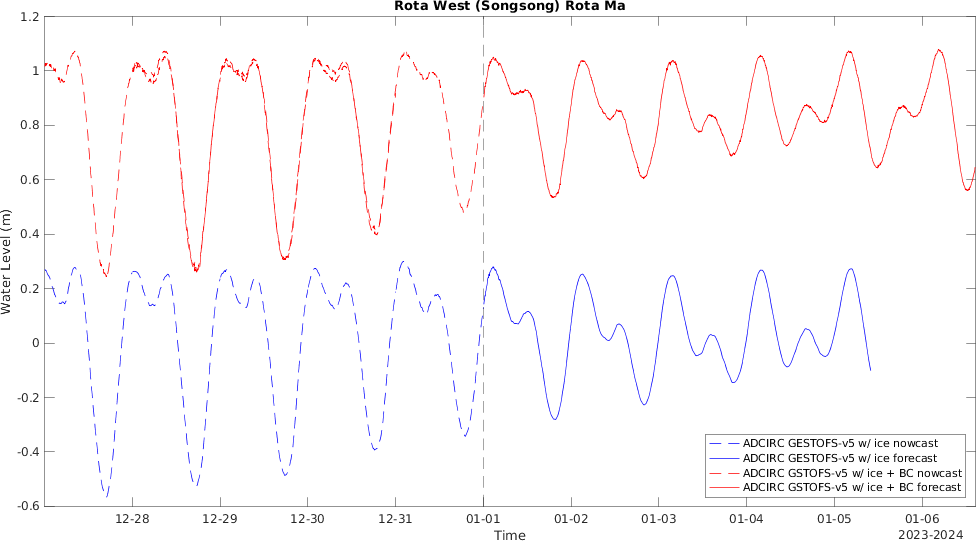 Rota West (Songsong) Rota Ma
1.2
1
0.8
0.6
0.4
0.2
0
-0.2
-0.4
-0.6
Water Level (m)
ADCIRC GESTOFS-v5 w/ ice nowcast
ADCIRC GESTOFS-v5 w/ ice forecast
ADCIRC GSTOFS-v5 w/ ice + BC nowcast
ADCIRC GSTOFS-v5 w/ ice + BC forecast
12-28 12-29 12-30 12-31 01-01 01-02 01-03 01-04 01-05 01-06
Time
2023-2024